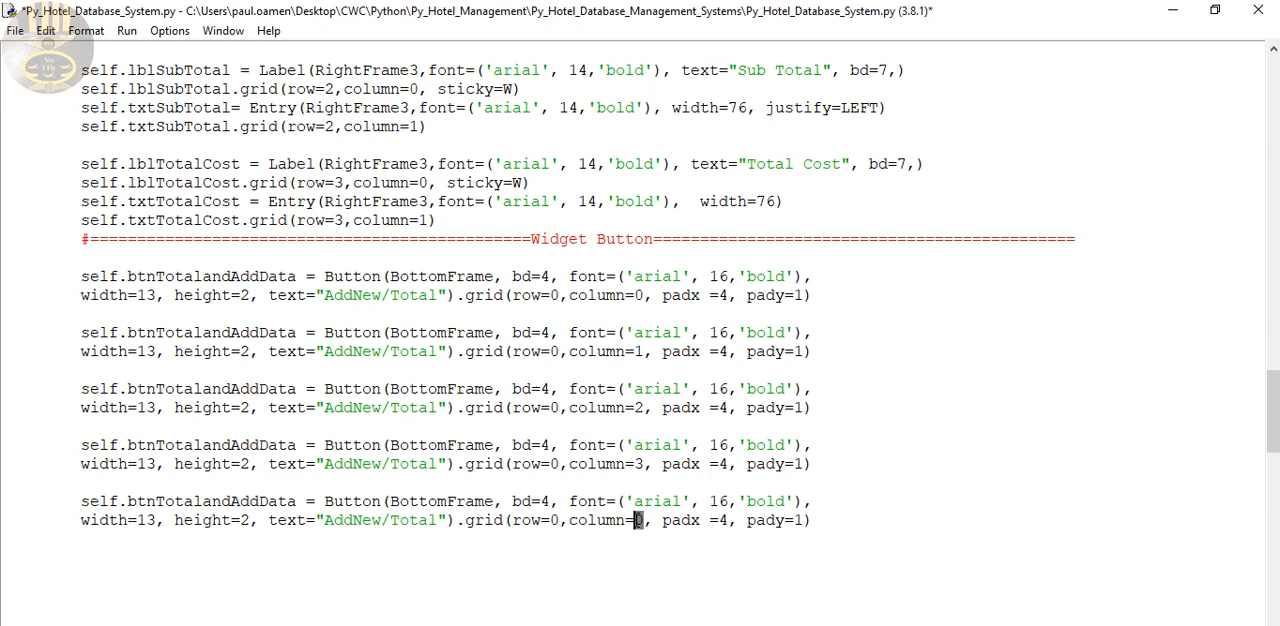 *Py_Hotel_Database_System.py - C:\Users\paul.oamen\Desktop\CWC\Python\Py_Hotel_Management\Py_Hotel_Database_Management_Systems\Py_Hotel_Database_System.py (3.8.1)*
File Edit Format Run Options Window Help
self.lblSubTotal = Label(RightFrame3,font=('arial', 14,'bold'), text="Sub Total", bd=7,)
self.lblSubTotal.grid(row=2,column=0, sticky=W)
self.txtSubTotal= Entry(RightFrame3,font=('arial', 14,'bold'), width=76, justify=LEFT)
self.txtSubTotal.grid(row=2,column=1)
self.lblTotalCost = Label(RightFrame3,font=('arial', 14,'bold'), text="Total Cost", bd=7,)
self.lblTotalCost.grid(row=3,column=0, sticky=W)
self.txtTotalCost = Entry(RightFrame3,font=('arial', 14,'bold'),  width=76)
self.txtTotalCost.grid(row=3,column=1)
#===============================================Widget Button=============================================
self.btnTotalandAddData = Button(BottomFrame, bd=4, font=('arial', 16,'bold'),
width=13, height=2, text="AddNew/Total").grid(row=0,column=0, padx =4, pady=1)
self.btnTotalandAddData = Button(BottomFrame, bd=4, font=('arial', 16,'bold'),
width=13, height=2, text="AddNew/Total").grid(row=0,column=1, padx =4, pady=1)
self.btnTotalandAddData = Button(BottomFrame, bd=4, font=('arial', 16,'bold'),
width=13, height=2, text="AddNew/Total").grid(row=0,column=2, padx =4, pady=1)
self.btnTotalandAddData = Button(BottomFrame, bd=4, font=('arial', 16,'bold'),
width=13, height=2, text="AddNew/Total").grid(row=0,column=3, padx =4, pady=1)
self.btnTotalandAddData = Button(BottomFrame, bd=4, font=('arial', 16,'bold'),
width=13, height=2, text="AddNew/Total").grid(row=0,column=0, padx =4, pady=1)